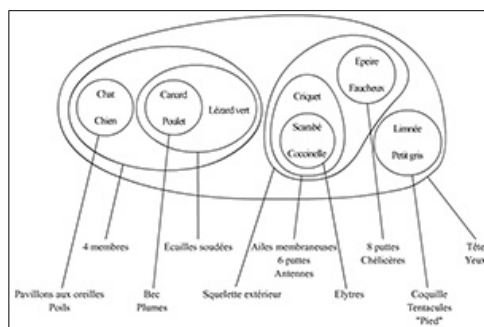 Chat
Chien
Canard
Poulet
Lézard vert
Criquet
Scarabé
Coccinelle
Epeire
Faucheux
Limnée
Petit gris
4 membres
Ecailles soudées
Ailes membraneuses
6 pattes
Antennes
8 pattes
Chélicères
Tête
Yeux
Pavillons aux oreilles
Poils
Bec
Plumes
Squelette extérieur
Elytres
Coquille
Tentacules
"Pied"